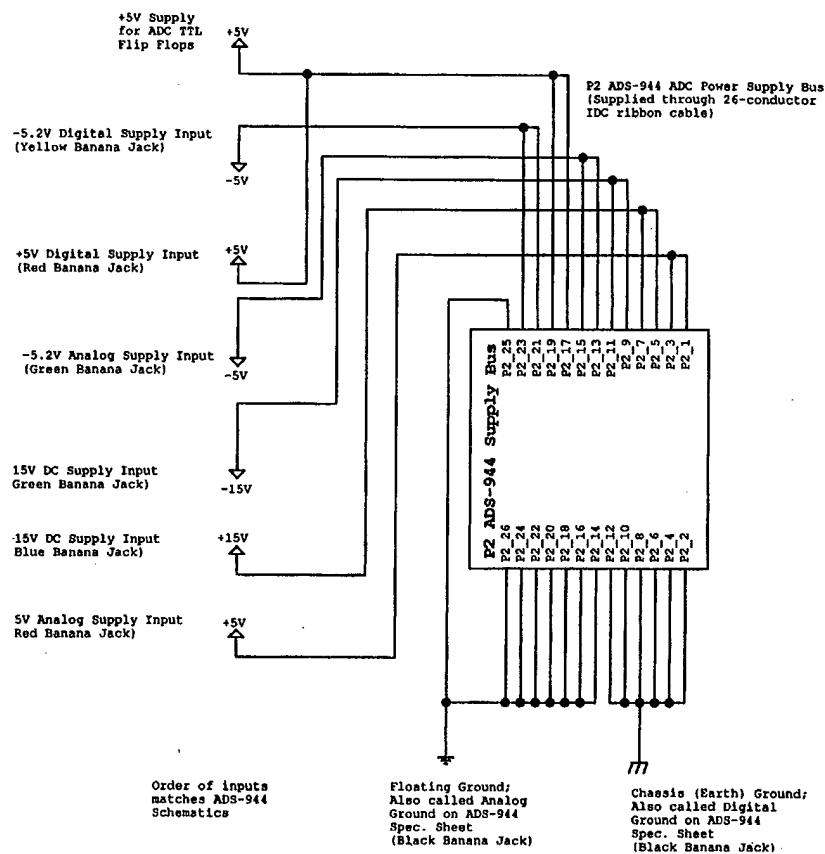 +5V Supply
for ADC TTL
Flip Flops
+5V
P2 ADS-944 ADC Power Supply Bus
(Supplied through 26-conductor
IDC ribbon cable)
-5.2V Digital Supply Input
(Yellow Banana Jack)
-5V
+5V Digital Supply Input
(Red Banana Jack)
+5V
-5.2V Analog Supply Input
(Green Banana Jack)
-5V
15V DC Supply Input
Green Banana Jack)
-15V
15V DC Supply Input
Blue Banana Jack)
+15V
5V Analog Supply Input
Red Banana Jack)
+5V
P2_25
P2_23
P2_21
P2_19
P2_17
P2_15
P2_13
P2_11
P2_9
P2_7
P2_5
P2_3
P2_1
P2 ADS-944 Supply Bus
P2_26
P2_24
P2_22
P2_20
P2_18
P2_16
P2_14
P2_12
P2_10
P2_8
P2_6
P2_4
P2_2
Order of inputs
matches ADS-944
Schematics
Floating Ground;
Also called Analog
Ground on ADS-944
Spec. Sheet
(Black Banana Jack)
Chassis (Earth) Ground;
Also called Digital
Ground on ADS-944
Spec. Sheet
(Black Banana Jack)